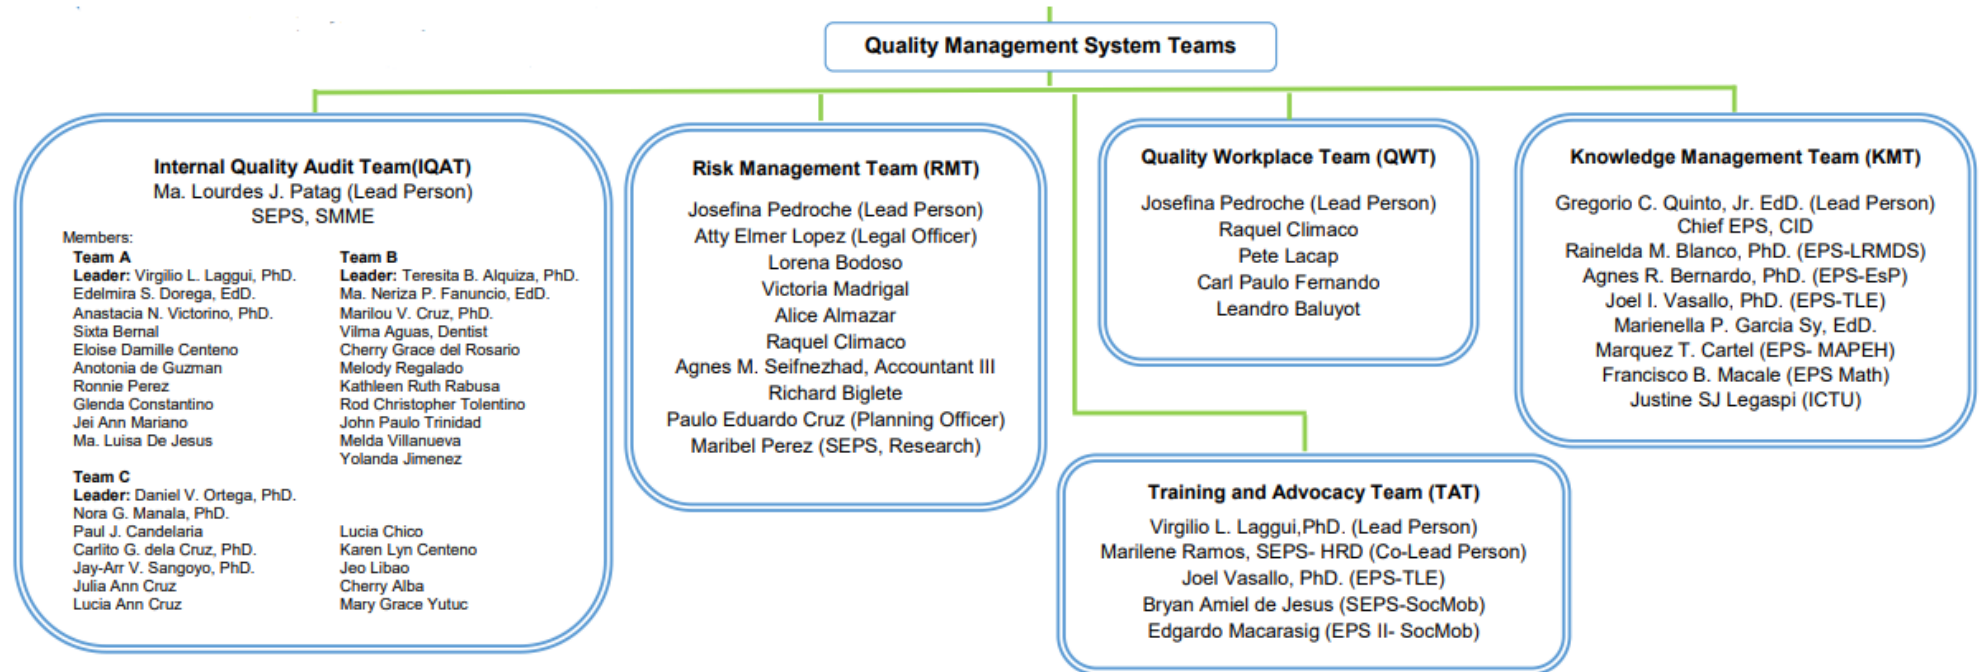 Quality Management System Teams
Internal Quality Audit Team(IQAT)
Ma. Lourdes J. Patag (Lead Person)
SEPS, SMME
Members:
Team A
Leader: Virgilio L. Laggui, PhD.
Edelmira S. Dorega, EdD.
Anastacia N. Victorino, PhD.
Sixta Bernal
Eloise Damille Centeno
Anotonia de Guzman
Ronnie Perez
Glenda Constantino
Jei Ann Mariano
Ma. Luisa De Jesus
Team B
Leader: Teresita B. Alquiza, PhD.
Ma. Neriza P. Fanuncio, EdD.
Marilou V. Cruz, PhD.
Vilma Aguas, Dentist
Cherry Grace del Rosario
Melody Regalado
Kathleen Ruth Rabusa
Rod Christopher Tolentino
John Paulo Trinidad
Melda Villanueva
Yolanda Jimenez
Team C
Leader: Daniel V. Ortega, PhD.
Nora G. Manala, PhD.
Paul J. Candelaria
Carlito G. dela Cruz, PhD.
Jay-Arr V. Sangoyo, PhD.
Julia Ann Cruz
Lucia Ann Cruz
Lucia Chico
Karen Lyn Centeno
Jeo Libao
Cherry Alba
Mary Grace Yutuc
Risk Management Team (RMT)
Josefina Pedroche (Lead Person)
Atty Elmer Lopez (Legal Officer)
Lorena Bodoso
Victoria Madrigal
Alice Almazar
Raquel Climaco
Agnes M. Seifnezhad, Accountant III
Richard Biglete
Paulo Eduardo Cruz (Planning Officer)
Maribel Perez (SEPS, Research)
Quality Workplace Team (QWT)
Josefina Pedroche (Lead Person)
Raquel Climaco
Pete Lacap
Carl Paulo Fernando
Leandro Baluyot
Training and Advocacy Team (TAT)
Virgilio L. Laggui,PhD. (Lead Person)
Marilene Ramos, SEPS- HRD (Co-Lead Person)
Joel Vasallo, PhD. (EPS-TLE)
Bryan Amiel de Jesus (SEPS-SocMob)
Edgardo Macarasig (EPS II- SocMob)
Knowledge Management Team (KMT)
Gregorio C. Quinto, Jr. EdD. (Lead Person)
Chief EPS, CID
Rainelda M. Blanco, PhD. (EPS-LRMDS)
Agnes R. Bernardo, PhD. (EPS-EsP)
Joel I. Vasallo, PhD. (EPS-TLE)
Marienella P. Garcia Sy, EdD.
Marquez T. Cartel (EPS- MAPEH)
Francisco B. Macale (EPS Math)
Justine SJ Legaspi (ICTU)